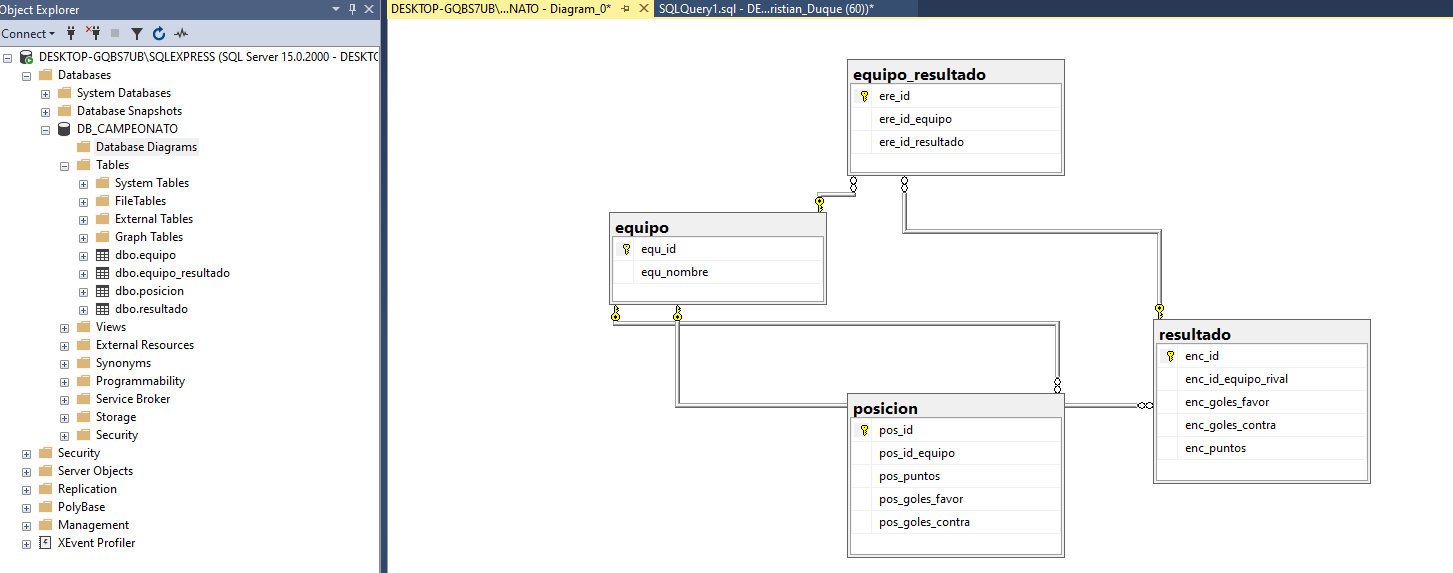 Object Explorer
Connect
DESKTOP-GQBS7UB\SQLEXPRESS (SQL Server 15.0.2000 - DESKTO
Databases
System Databases
Database Snapshots
DB_CAMPEONATO
Database Diagrams
Tables
System Tables
FileTables
External Tables
Graph Tables
dbo.equipo
dbo.equipo_resultado
dbo.posicion
dbo.resultado
Views
External Resources
Synonyms
Programmability
Service Broker
Storage
Security
Security
Server Objects
Replication
PolyBase
Management
XEvent Profiler
DESKTOP-GQBS7UB\...NATO - Diagram_0*
SQLQuery1.sql - DE...ristian_Duque (60))*
equipo_resultado
ere_id
ere_id_equipo
ere_id_resultado
equipo
equ_id
equ_nombre
resultado
enc_id
enc_id_equipo_rival
enc_goles_favor
enc_goles_contra
enc_puntos
posicion
pos_id
pos_id_equipo
pos_puntos
pos_goles_favor
pos_goles_contra